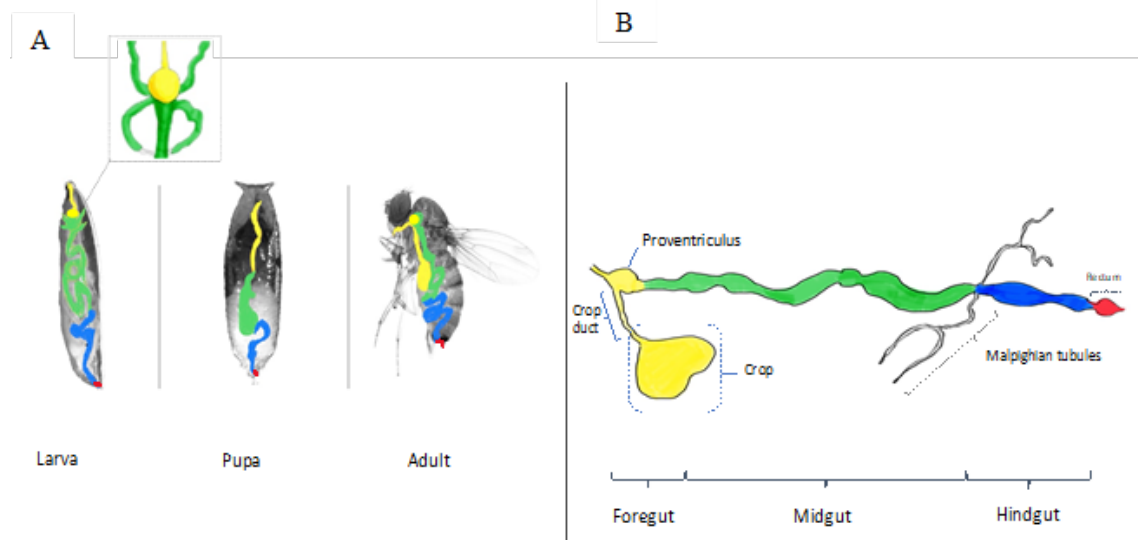 A
B
Larva
Pupa
Adult
Proventriculus
Crop
duct
Crop
Rectum
Malpighian tubules
Foregut
Midgut
Hindgut